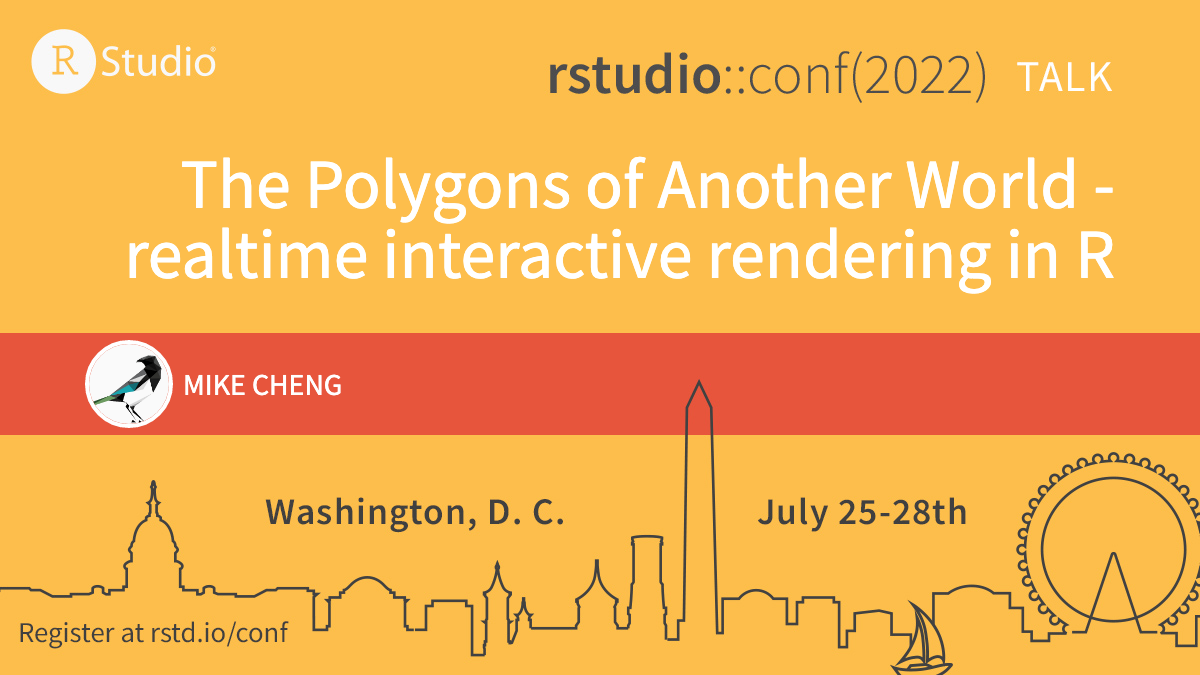 R Studio®
rstudio::conf(2022) TALK
The Polygons of Another World -
realtime interactive rendering in R
MIKE CHENG
Washington, D. C.
July 25-28th
Register at rstd.io/conf